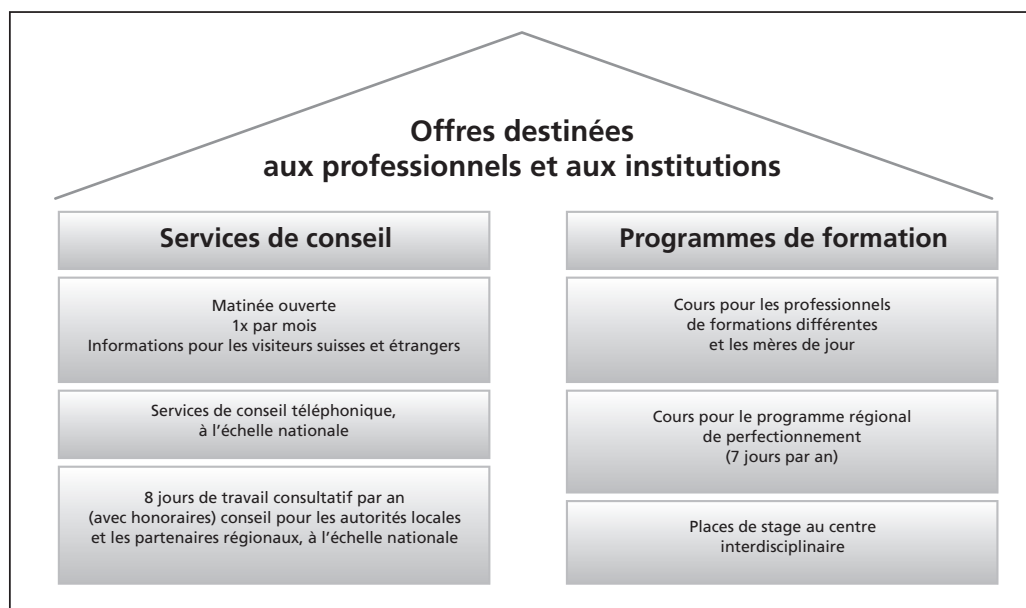 Offres destinées
aux professionnels et aux institutions
Services de conseil
Matinée ouverte
1x par mois
Informations pour les visiteurs suisses et étrangers
Services de conseil téléphonique,
à l’échelle nationale
8 jours de travail consultatif par an
(avec honoraires) conseil pour les autorités locales
et les partenaires régionaux, à l’échelle nationale
Programmes de formation
Cours pour les professionnels
de formations différentes
et les mères de jour
Cours pour le programme régional
de perfectionnement
(7 jours par an)
Places de stage au centre
interdisciplinaire